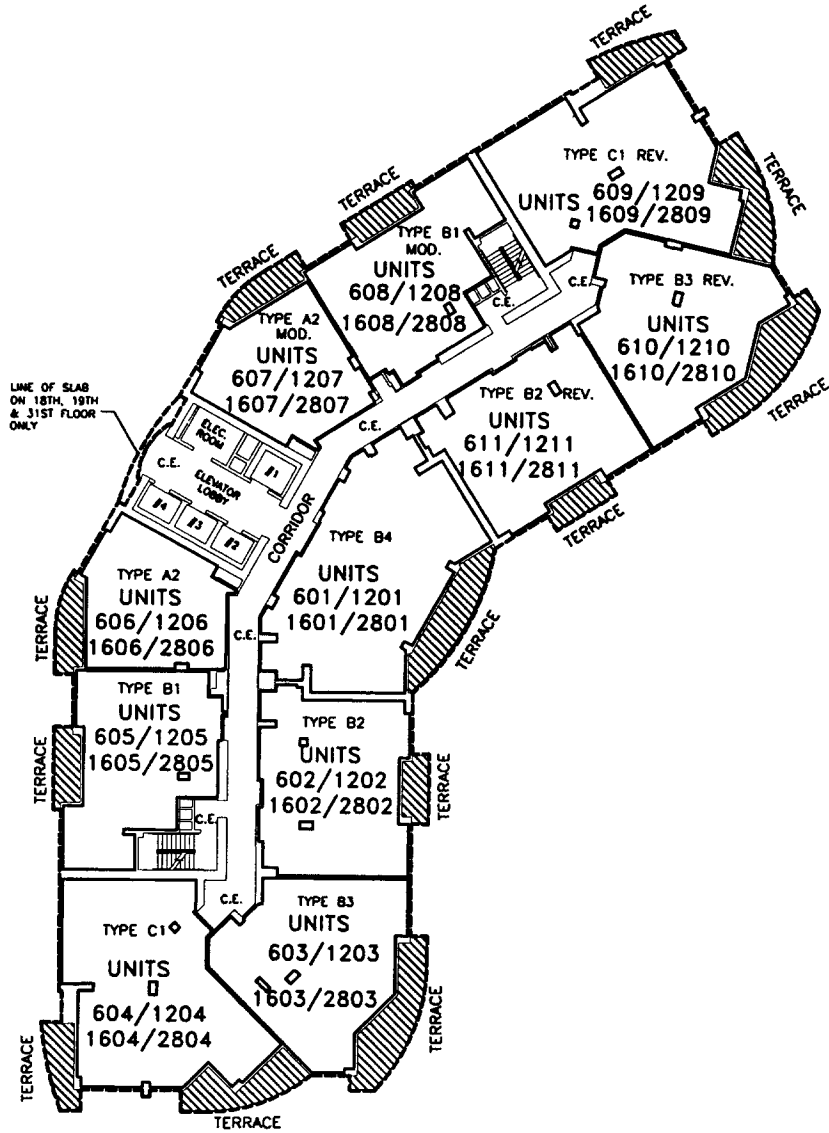 TERRACE
TYPE C1 REV.
UNITS 609/1209
1609/2809
TERRACE
TERRACE
TYPE B1
MOD.
UNITS
608/1208
1608/2808
C.E.
C.E.
TYPE B3 REV.
UNITS
610/1210
1610/2810
TERRACE
TERRACE
TYPE A2
MOD.
UNITS
607/1207
1607/2807
LINE OF SLAB
ON 18TH, 19TH
& 31ST FLOOR
ONLY
TYPE B2 REV.
UNITS
611/1211
1611/2811
TERRACE
C.E.
ELEC.
ROOM
C.E.
ELEVATOR
LOBBY
#1
#4
#3
#2
CORRIDOR
TYPE B4
UNITS
601/1201
1601/2801
TERRACE
TYPE A2
UNITS
606/1206
1606/2806
TERRACE
C.E.
TYPE B1
UNITS
605/1205
1605/2805
TERRACE
C.E.
TYPE B2
UNITS
602/1202
1602/2802
TERRACE
C.E.
TYPE B3
UNITS
603/1203
1603/2803
TERRACE
TYPE C1
UNITS
604/1204
1604/2804
TERRACE
TERRACE